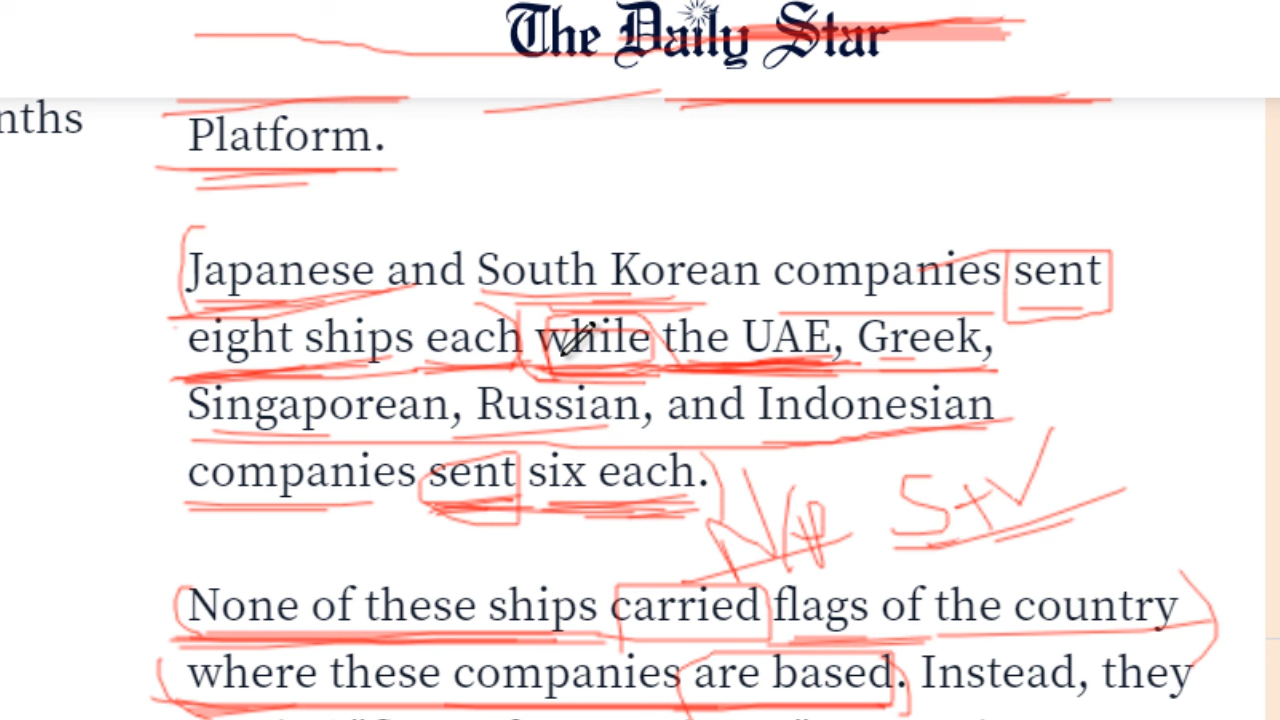 The Daily Star
nths
Platform.
Japanese and South Korean companies sent
eight ships each while the UAE, Greek,
Singaporean, Russian, and Indonesian
companies sent six each.
S+V
None of these ships carried flags of the country
where these companies are based. Instead, they